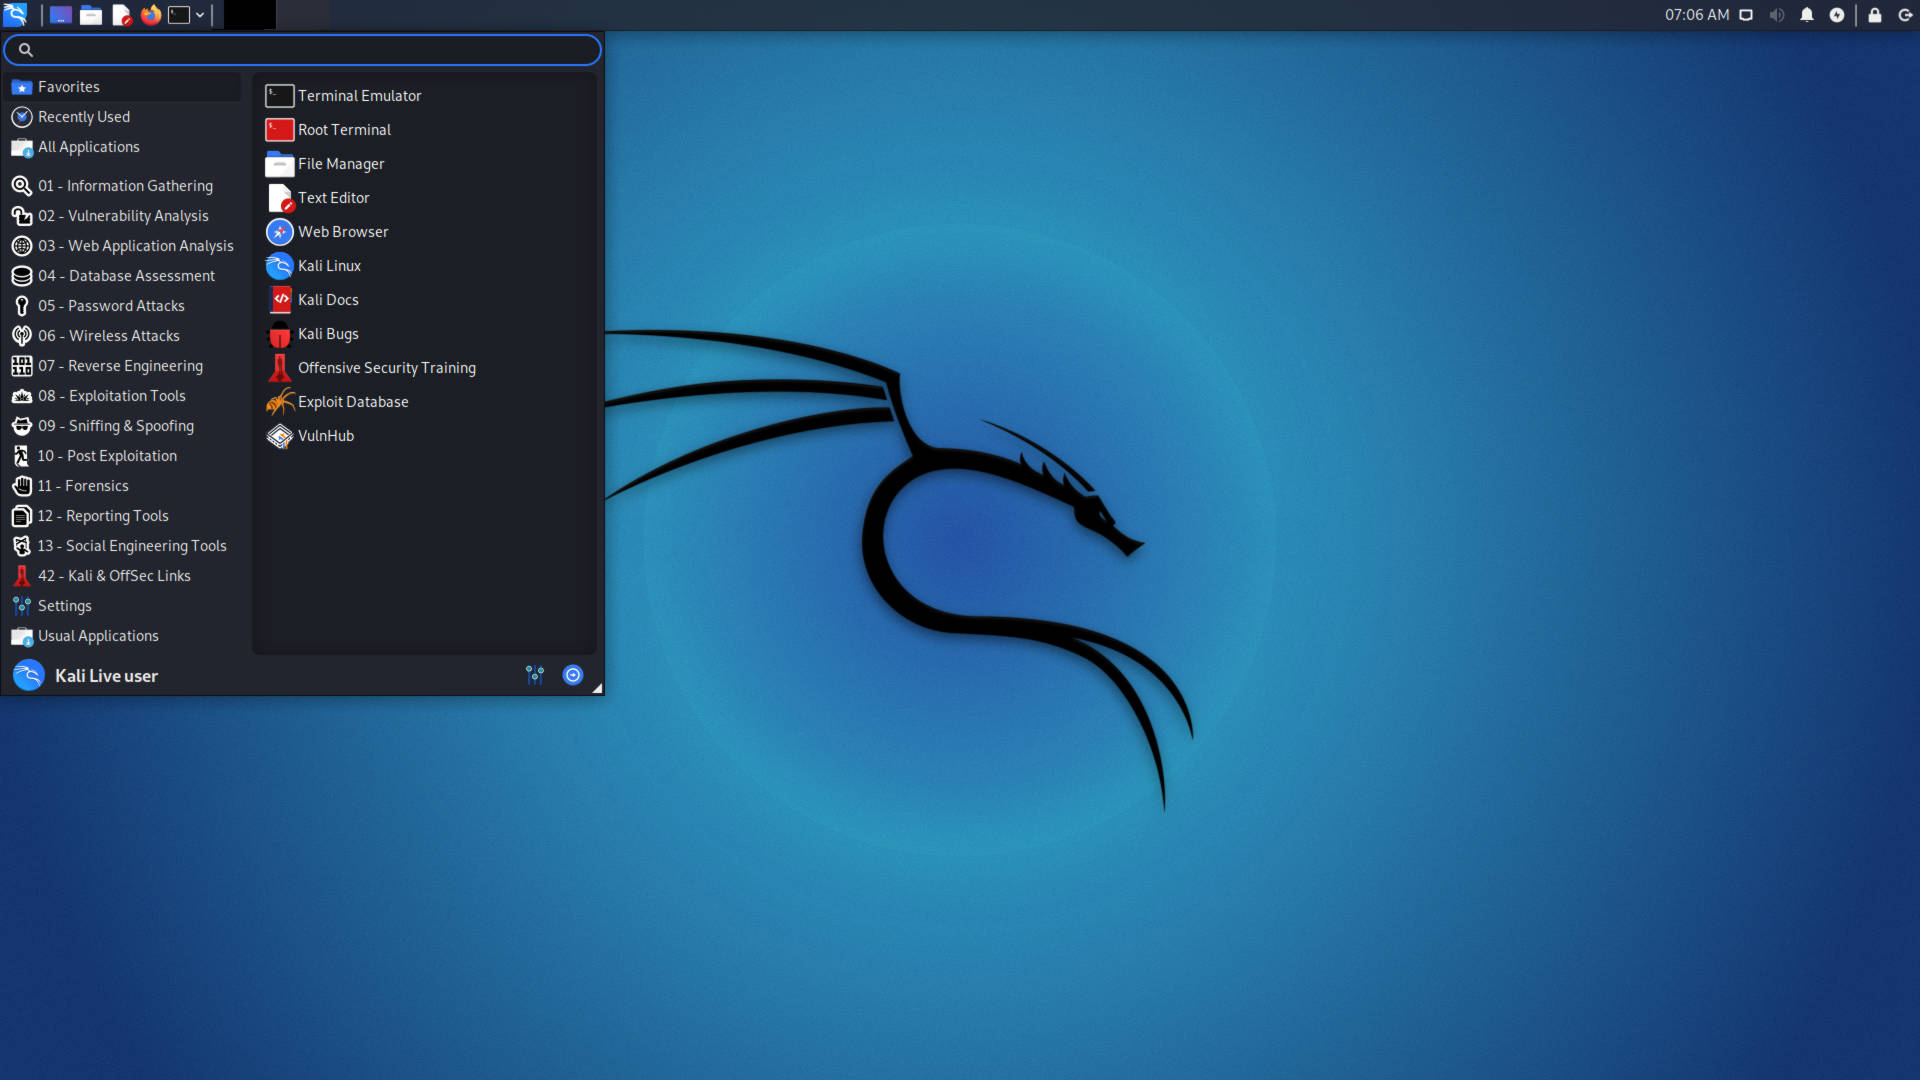 07:06 AM
Favorites
Recently Used
All Applications
01 - Information Gathering
02 - Vulnerability Analysis
03 - Web Application Analysis
04 - Database Assessment
05 - Password Attacks
06 - Wireless Attacks
07 - Reverse Engineering
08 - Exploitation Tools
09 - Sniffing & Spoofing
10 - Post Exploitation
11 - Forensics
12 - Reporting Tools
13 - Social Engineering Tools
42 - Kali & OffSec Links
Settings
Usual Applications
Terminal Emulator
Root Terminal
File Manager
Text Editor
Web Browser
Kali Linux
Kali Docs
Kali Bugs
Offensive Security Training
Exploit Database
VulnHub
Kali Live user